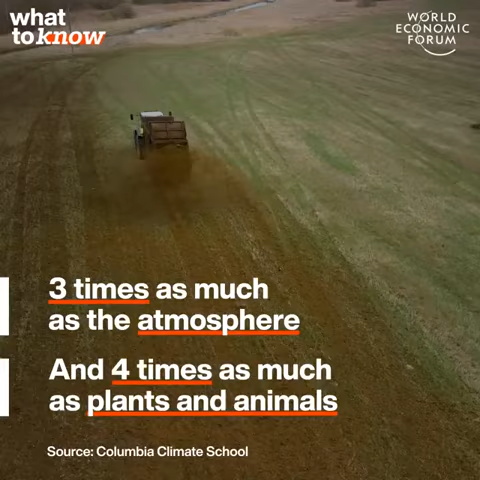 what
to know
WORLD
ECONOMIC
FORUM
3 times as much
as the atmosphere
And 4 times as much
as plants and animals
Source: Columbia Climate School